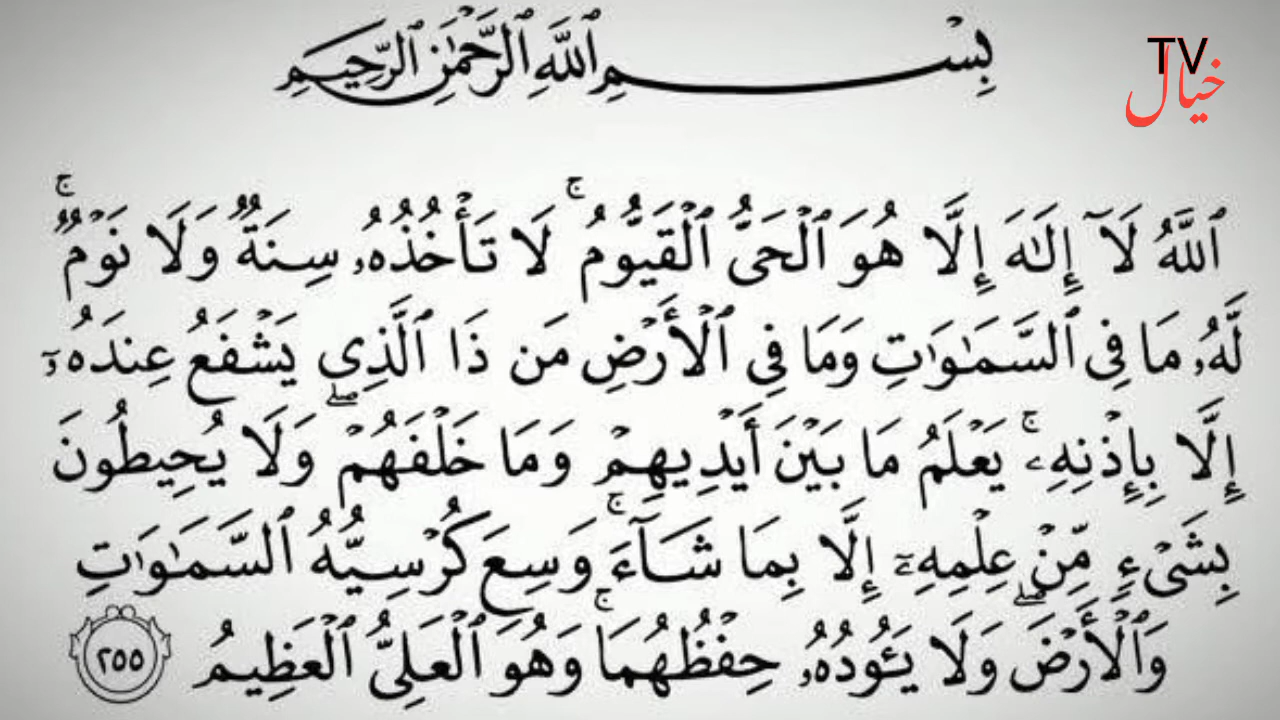 بِسْمِ ٱللَّهِ ٱلرَّحْمَٰنِ ٱلرَّحِيمِ
TV
خيال
ٱللَّهُ لَآ إِلَٰهَ إِلَّا هُوَ ٱلْحَىُّ ٱلْقَيُّومُ ۚ لَا تَأْخُذُهُۥ سِنَةٌ وَلَا نَوْمٌ ۚ
لَّهُۥ مَا فِى ٱلسَّمَٰوَٰتِ وَمَا فِى ٱلْأَرْضِ مَن ذَا ٱلَّذِى يَشْفَعُ عِندَهُۥٓ
إِلَّا بِإِذْنِهِۦ ۚ يَعْلَمُ مَا بَيْنَ أَيْدِيهِمْ وَمَا خَلْفَهُمْ ۖ وَلَا يُحِيطُونَ
بِشَىْءٍ مِّنْ عِلْمِهِۦٓ إِلَّا بِمَا شَآءَ ۚ وَسِعَ كُرْسِيُّهُ ٱلسَّمَٰوَٰتِ
وَٱلْأَرْضَ ۖ وَلَا يَـُٔودُهُۥ حِفْظُهُمَا ۚ وَهُوَ ٱلْعَلِىُّ ٱلْعَظِيمُ ٢٥٥